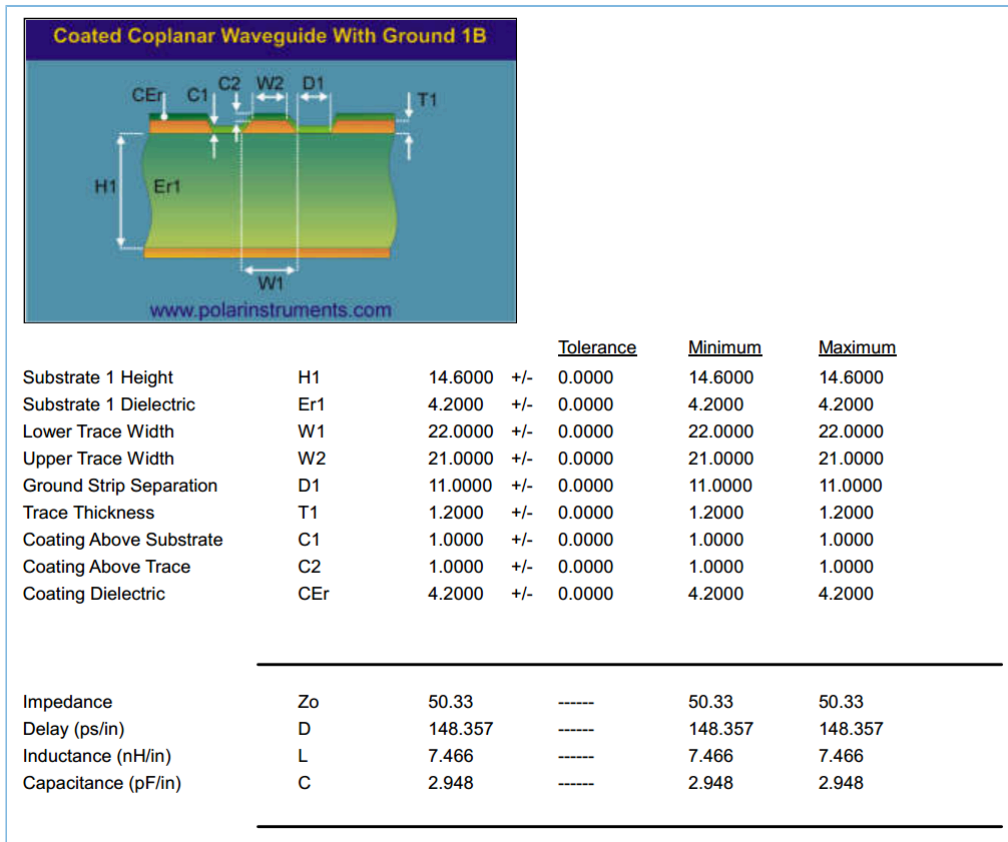 Coated Coplanar Waveguide With Ground 1B
CEr C1 C2 W2 D1 T1
H1 Er1
W1
www.polarinstruments.com
Tolerance Minimum Maximum
Substrate 1 Height H1 14.6000 +/- 0.0000 14.6000 14.6000
Substrate 1 Dielectric Er1 4.2000 +/- 0.0000 4.2000 4.2000
Lower Trace Width W1 22.0000 +/- 0.0000 22.0000 22.0000
Upper Trace Width W2 21.0000 +/- 0.0000 21.0000 21.0000
Ground Strip Separation D1 11.0000 +/- 0.0000 11.0000 11.0000
Trace Thickness T1 1.2000 +/- 0.0000 1.2000 1.2000
Coating Above Substrate C1 1.0000 +/- 0.0000 1.0000 1.0000
Coating Above Trace C2 1.0000 +/- 0.0000 1.0000 1.0000
Coating Dielectric CEr 4.2000 +/- 0.0000 4.2000 4.2000
Impedance Zo 50.33 ------ 50.33 50.33
Delay (ps/in) D 148.357 ------ 148.357 148.357
Inductance (nH/in) L 7.466 ------ 7.466 7.466
Capacitance (pF/in) C 2.948 ------ 2.948 2.948